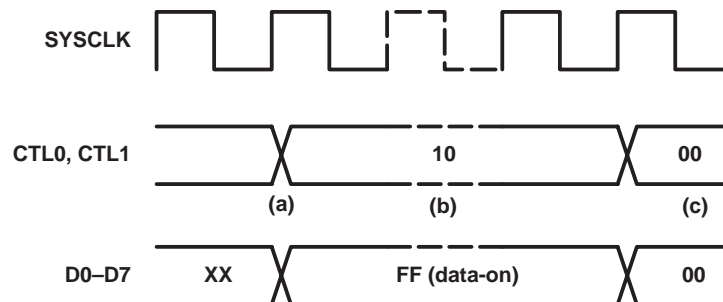 SYSCLK
CTL0, CTL1 10 00
(a) (b) (c)
D0–D7 XX FF (data-on) 00